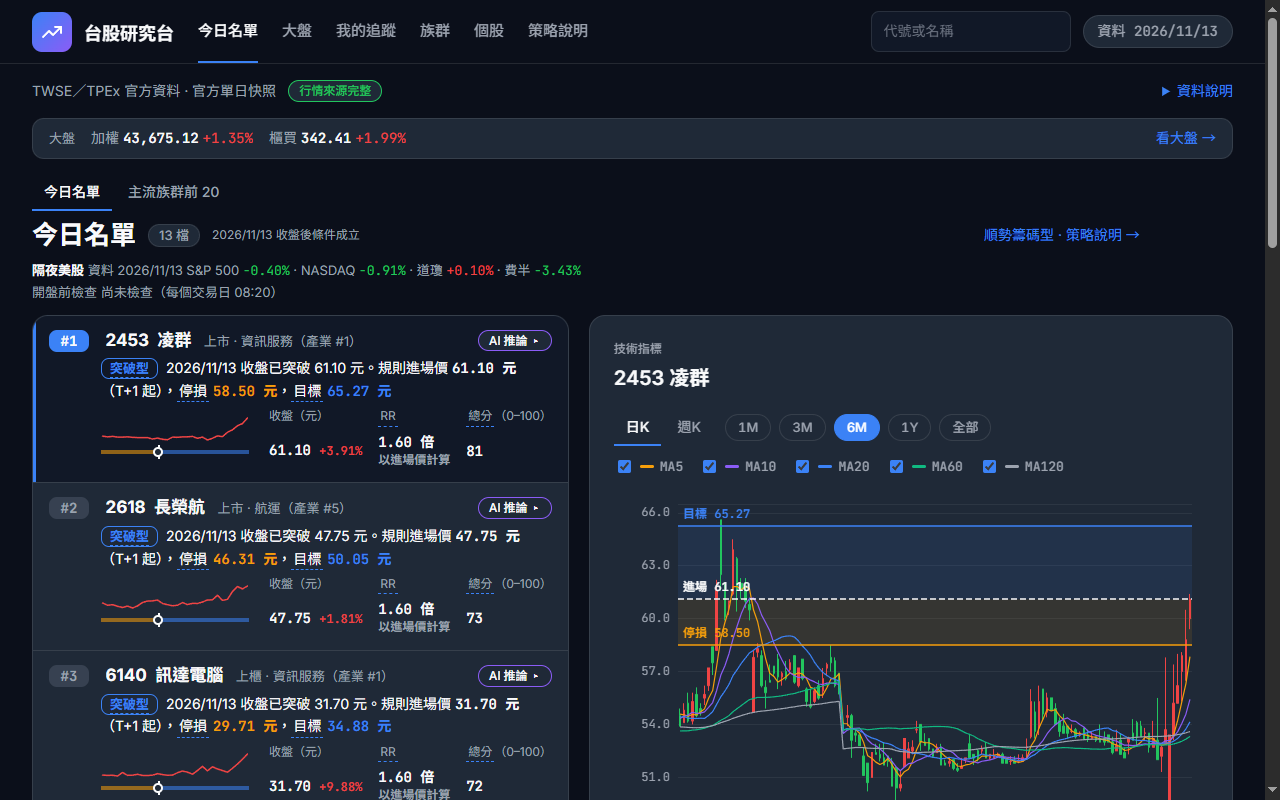 台股研究台 今日名單 大盤 我的追蹤 族群 個股 策略說明 代號或名稱 資料 2026/11/13
TWSE／TPEx 官方資料 · 官方單日快照 行情來源完整 ▶ 資料說明
大盤 加權 43,675.12 +1.35% 櫃買 342.41 +1.99% 看大盤 →
今日名單 主流族群前 20
今日名單 13 檔 2026/11/13 收盤後條件成立 順勢籌碼型 · 策略說明 →
隔夜美股 資料 2026/11/13 S&P 500 -0.40% · NASDAQ -0.91% · 道瓊 +0.10% · 費半 -3.43%
開盤前檢查 尚未檢查（每個交易日 08:20）
#1 2453 凌群 上市 · 資訊服務（產業 #1） AI 推論 ▸
突破型 2026/11/13 收盤已突破 61.10 元。規則進場價 61.10 元
（T+1 起），停損 58.50 元，目標 65.27 元
收盤（元） RR 總分（0–100）
61.10 +3.91% 1.60 倍 81
以進場價計算
#2 2618 長榮航 上市 · 航運（產業 #5） AI 推論 ▸
突破型 2026/11/13 收盤已突破 47.75 元。規則進場價 47.75 元
（T+1 起），停損 46.31 元，目標 50.05 元
收盤（元） RR 總分（0–100）
47.75 +1.81% 1.60 倍 73
以進場價計算
#3 6140 訊達電腦 上櫃 · 資訊服務（產業 #1） AI 推論 ▸
突破型 2026/11/13 收盤已突破 31.70 元。規則進場價 31.70 元
（T+1 起），停損 29.71 元，目標 34.88 元
收盤（元） RR 總分（0–100）
31.70 +9.88% 1.60 倍 72
以進場價計算
技術指標
2453 凌群
日K 週K 1M 3M 6M 1Y 全部
MA5 MA10 MA20 MA60 MA120
66.0 目標 65.27
63.0
進場 61.10
60.0
停損 58.50
57.0
54.0
51.0